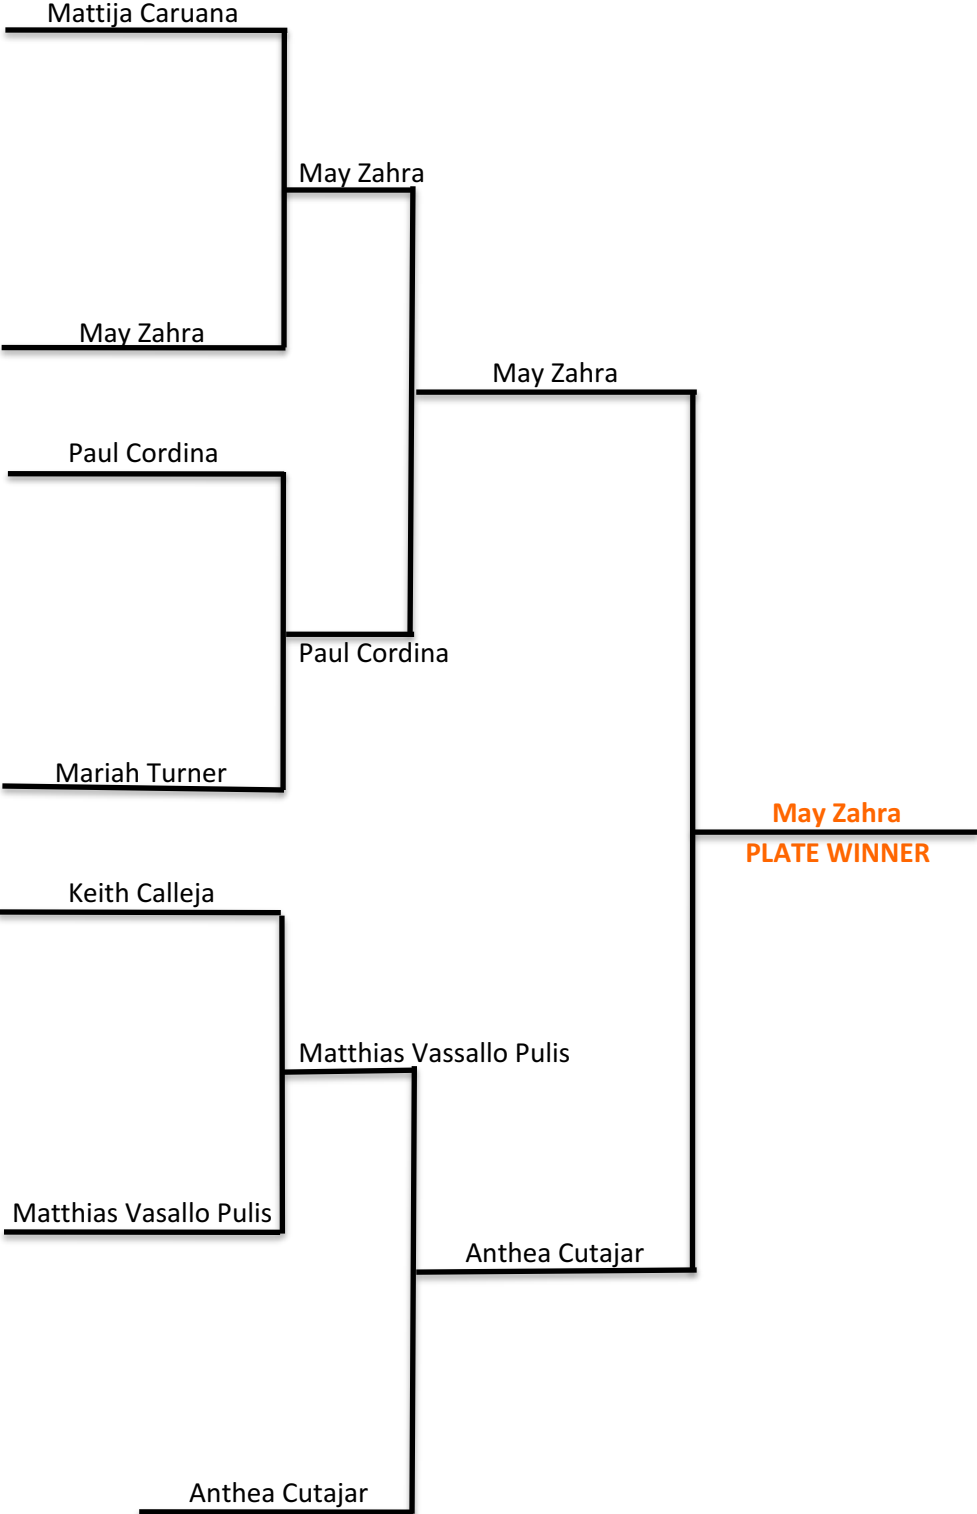 Mattija Caruana
May Zahra
May Zahra
May Zahra
Paul Cordina
Paul Cordina
Mariah Turner
May Zahra
PLATE WINNER
Keith Calleja
Matthias Vassallo Pulis
Matthias Vasallo Pulis
Anthea Cutajar
Anthea Cutajar